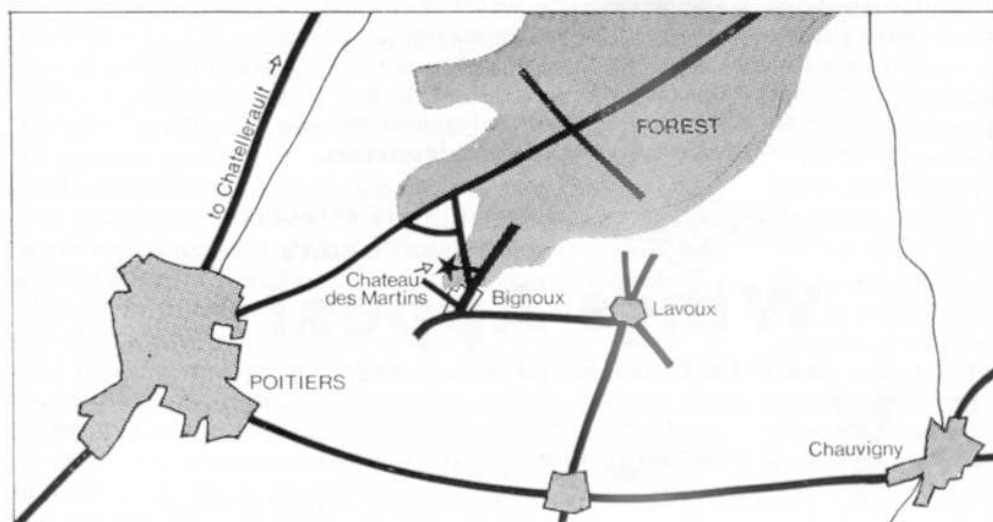 to Chatellerault
FOREST
Chateau
des Martins
Bignoux
Lavoux
POITIERS
Chauvigny